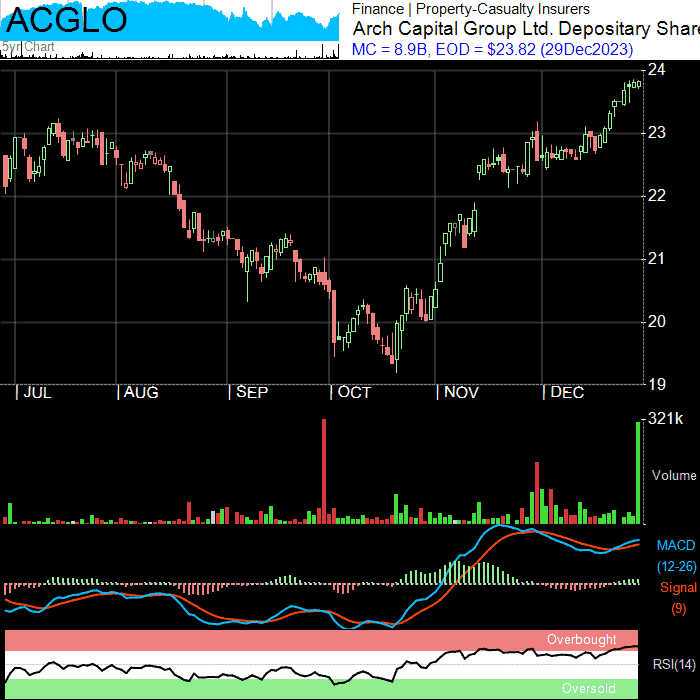 ACGLO
5yr Chart
Finance | Property-Casualty Insurers
Arch Capital Group Ltd. Depositary Share
MC = 8.9B, EOD = $23.82 (29Dec2023)
24
23
22
21
20
19
| JUL | AUG | SEP | OCT | NOV | DEC
321k
Volume
MACD
(12-26)
Signal
(9)
Overbought
RSI(14)
Oversold